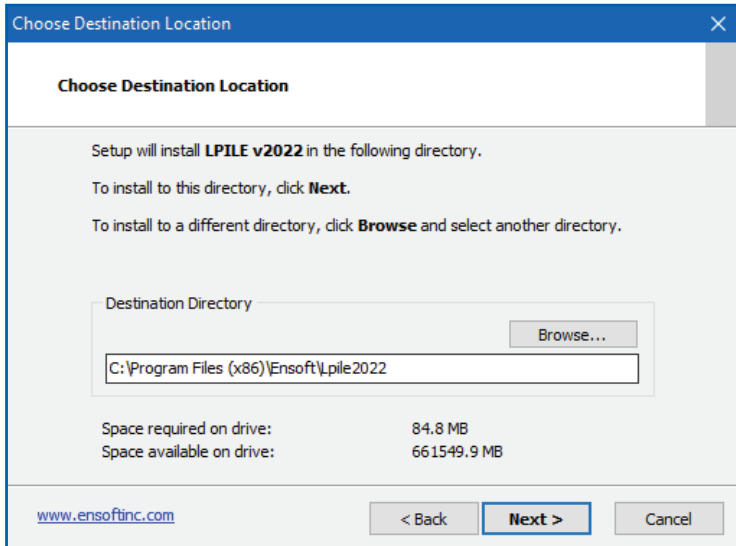 Choose Destination Location
Choose Destination Location
Setup will install LPILE v2022 in the following directory.
To install to this directory, click Next.
To install to a different directory, click Browse and select another directory.
Destination Directory
Browse...
C:\Program Files (x86)\Ensoft\Lpile2022
Space required on drive: 84.8 MB
Space available on drive: 661549.9 MB
www.ensoftinc.com < Back Next > Cancel